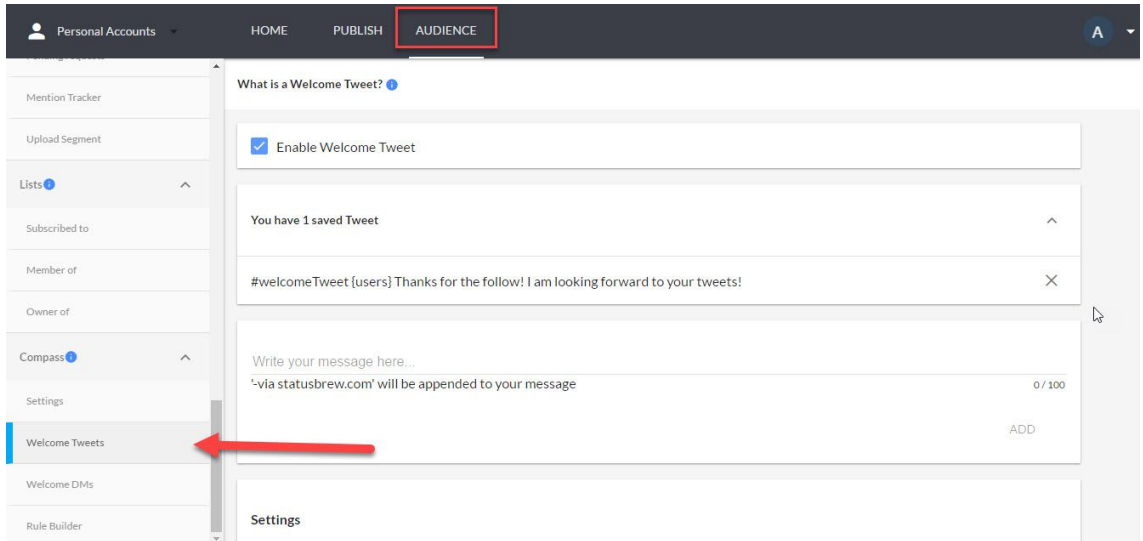 Personal Accounts
HOME
PUBLISH
AUDIENCE
A
Mention Tracker
Upload Segment
Lists
Subscribed to
Member of
Owner of
Compass
Settings
Welcome Tweets
Welcome DMs
Rule Builder
What is a Welcome Tweet?
Enable Welcome Tweet
You have 1 saved Tweet
#welcomeTweet {users} Thanks for the follow! I am looking forward to your tweets!
Write your message here...
'-via statusbrew.com' will be appended to your message
0 / 100
ADD
Settings